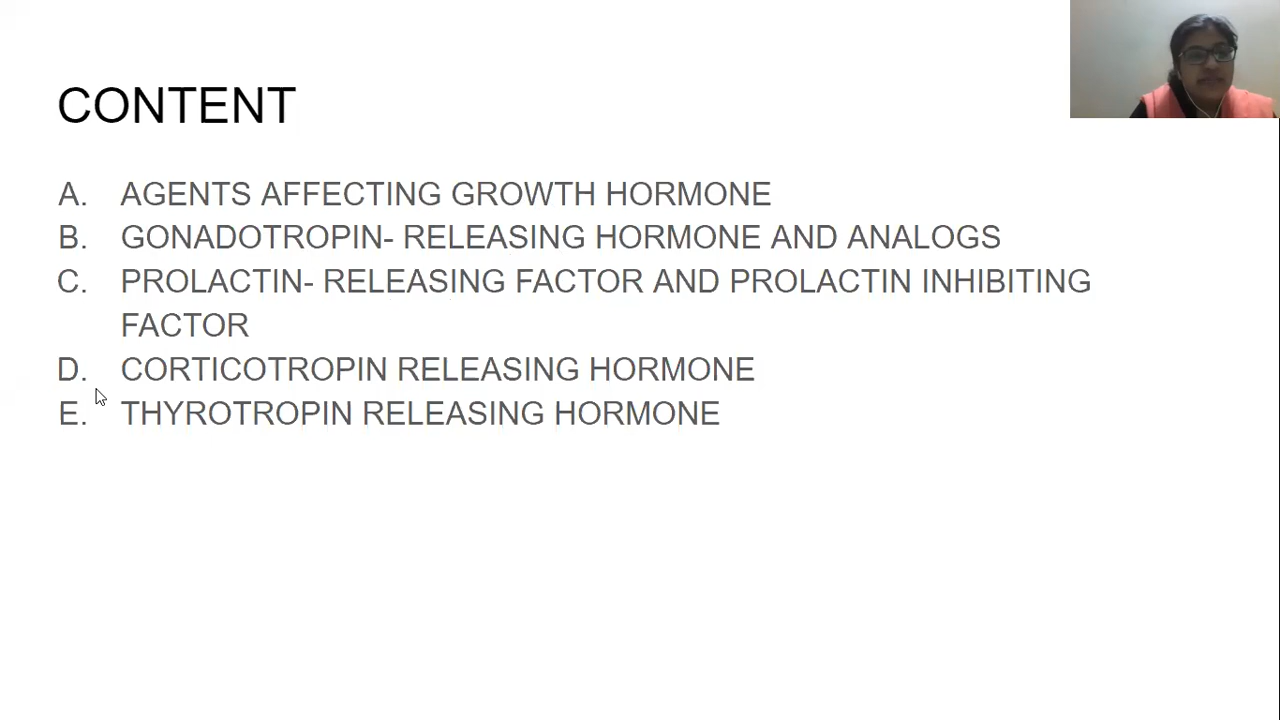 CONTENT
A. AGENTS AFFECTING GROWTH HORMONE
B. GONADOTROPIN- RELEASING HORMONE AND ANALOGS
C. PROLACTIN- RELEASING FACTOR AND PROLACTIN INHIBITING
FACTOR
D. CORTICOTROPIN RELEASING HORMONE
E. THYROTROPIN RELEASING HORMONE